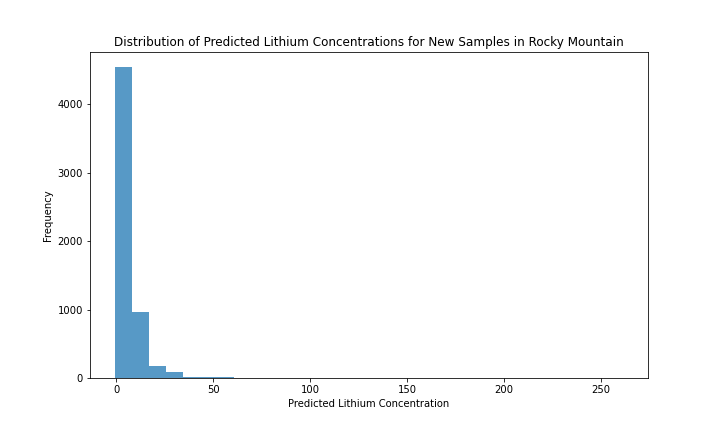 Distribution of Predicted Lithium Concentrations for New Samples in Rocky Mountain
Frequency
4000
3000
2000
1000
0
0 50 100 150 200 250
Predicted Lithium Concentration